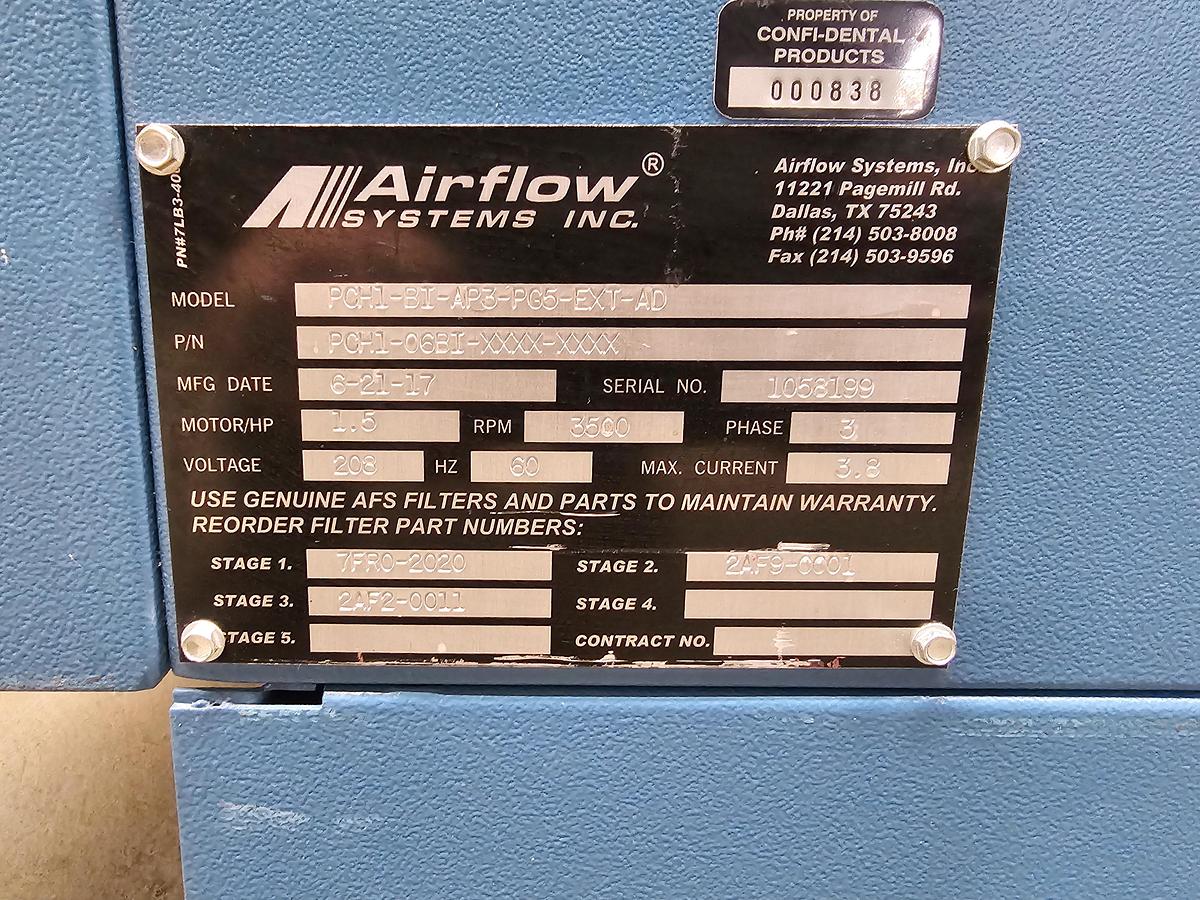 PROPERTY OF
CONFI-DENTAL
PRODUCTS
000838
Airflow®
SYSTEMS INC.
Airflow Systems, Inc
11221 Pagemill Rd.
Dallas, TX 75243
Ph# (214) 503-8008
Fax (214) 503-9596
MODEL PCH1-BI-AP3-PG5-EXT-AD
P/N PCH1-06BI-XXXX-XXXX
MFG DATE 6-21-17 SERIAL NO. 1058199
MOTOR/HP 1.5 RPM 3500 PHASE 3
VOLTAGE 208 HZ 60 MAX. CURRENT 3.8
USE GENUINE AFS FILTERS AND PARTS TO MAINTAIN WARRANTY.
REORDER FILTER PART NUMBERS:
STAGE 1. 7FR0-2020 STAGE 2. 2AF9-0001
STAGE 3. 2AF2-0011 STAGE 4.
STAGE 5. CONTRACT NO.